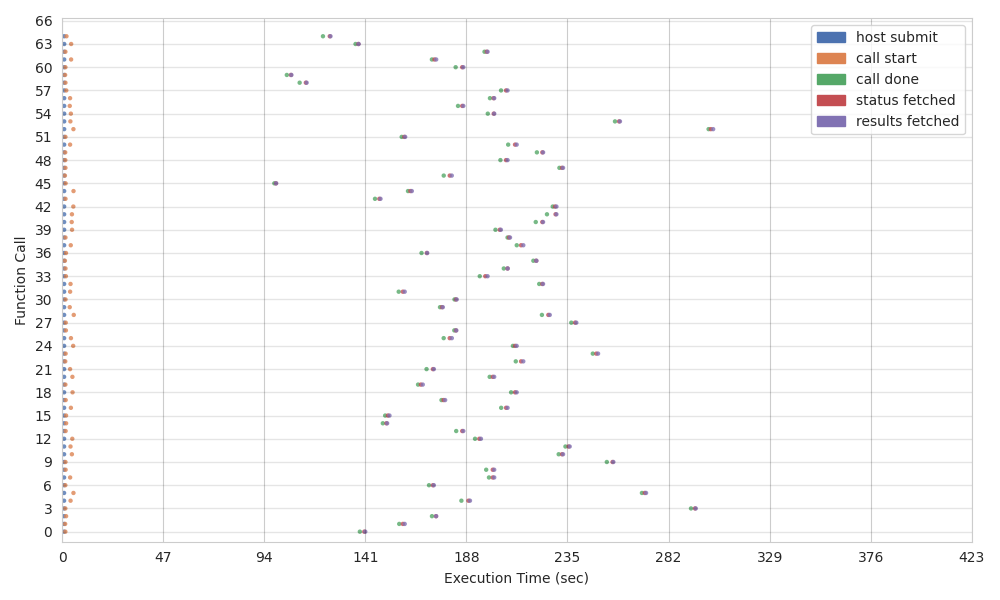 66
63
60
57
54
51
48
45
42
39
36
33
30
27
24
21
18
15
12
9
6
3
0
Function Call
host submit
call start
call done
status fetched
results fetched
0 47 94 141 188 235 282 329 376 423
Execution Time (sec)